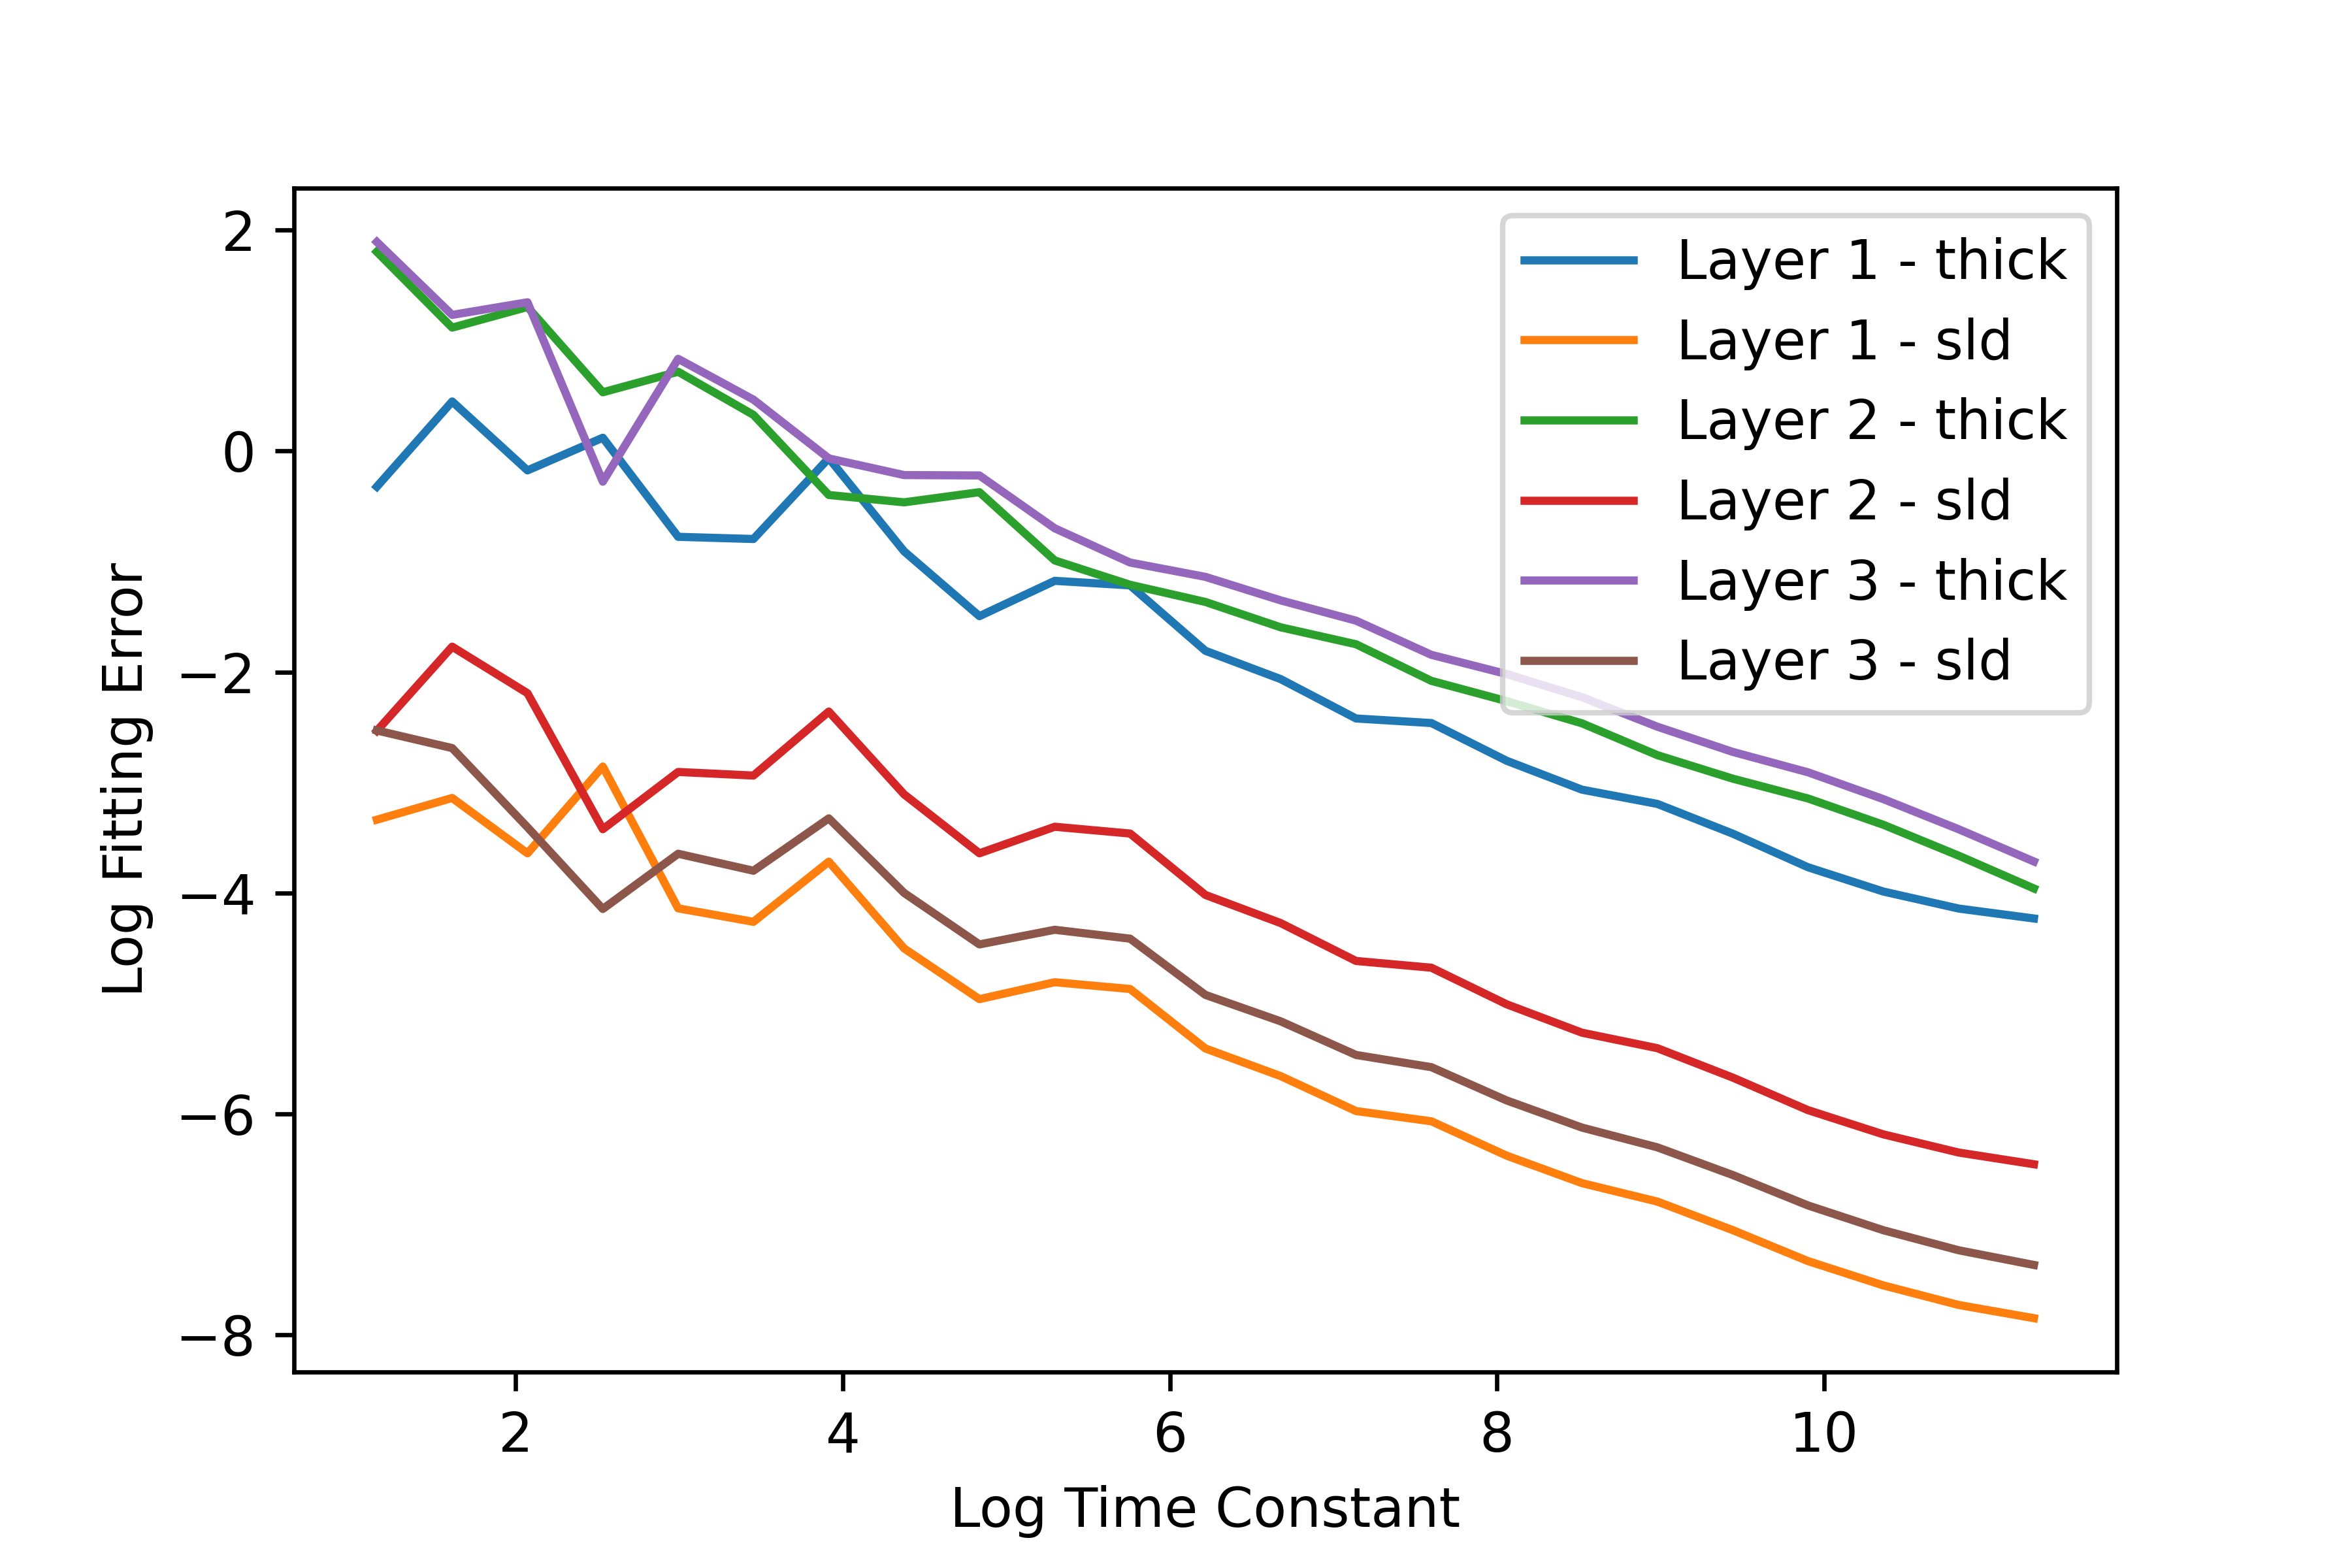 2
0
−2
−4
−6
−8
Log Fitting Error
Layer 1 - thick
Layer 1 - sld
Layer 2 - thick
Layer 2 - sld
Layer 3 - thick
Layer 3 - sld
2 4 6 8 10
Log Time Constant